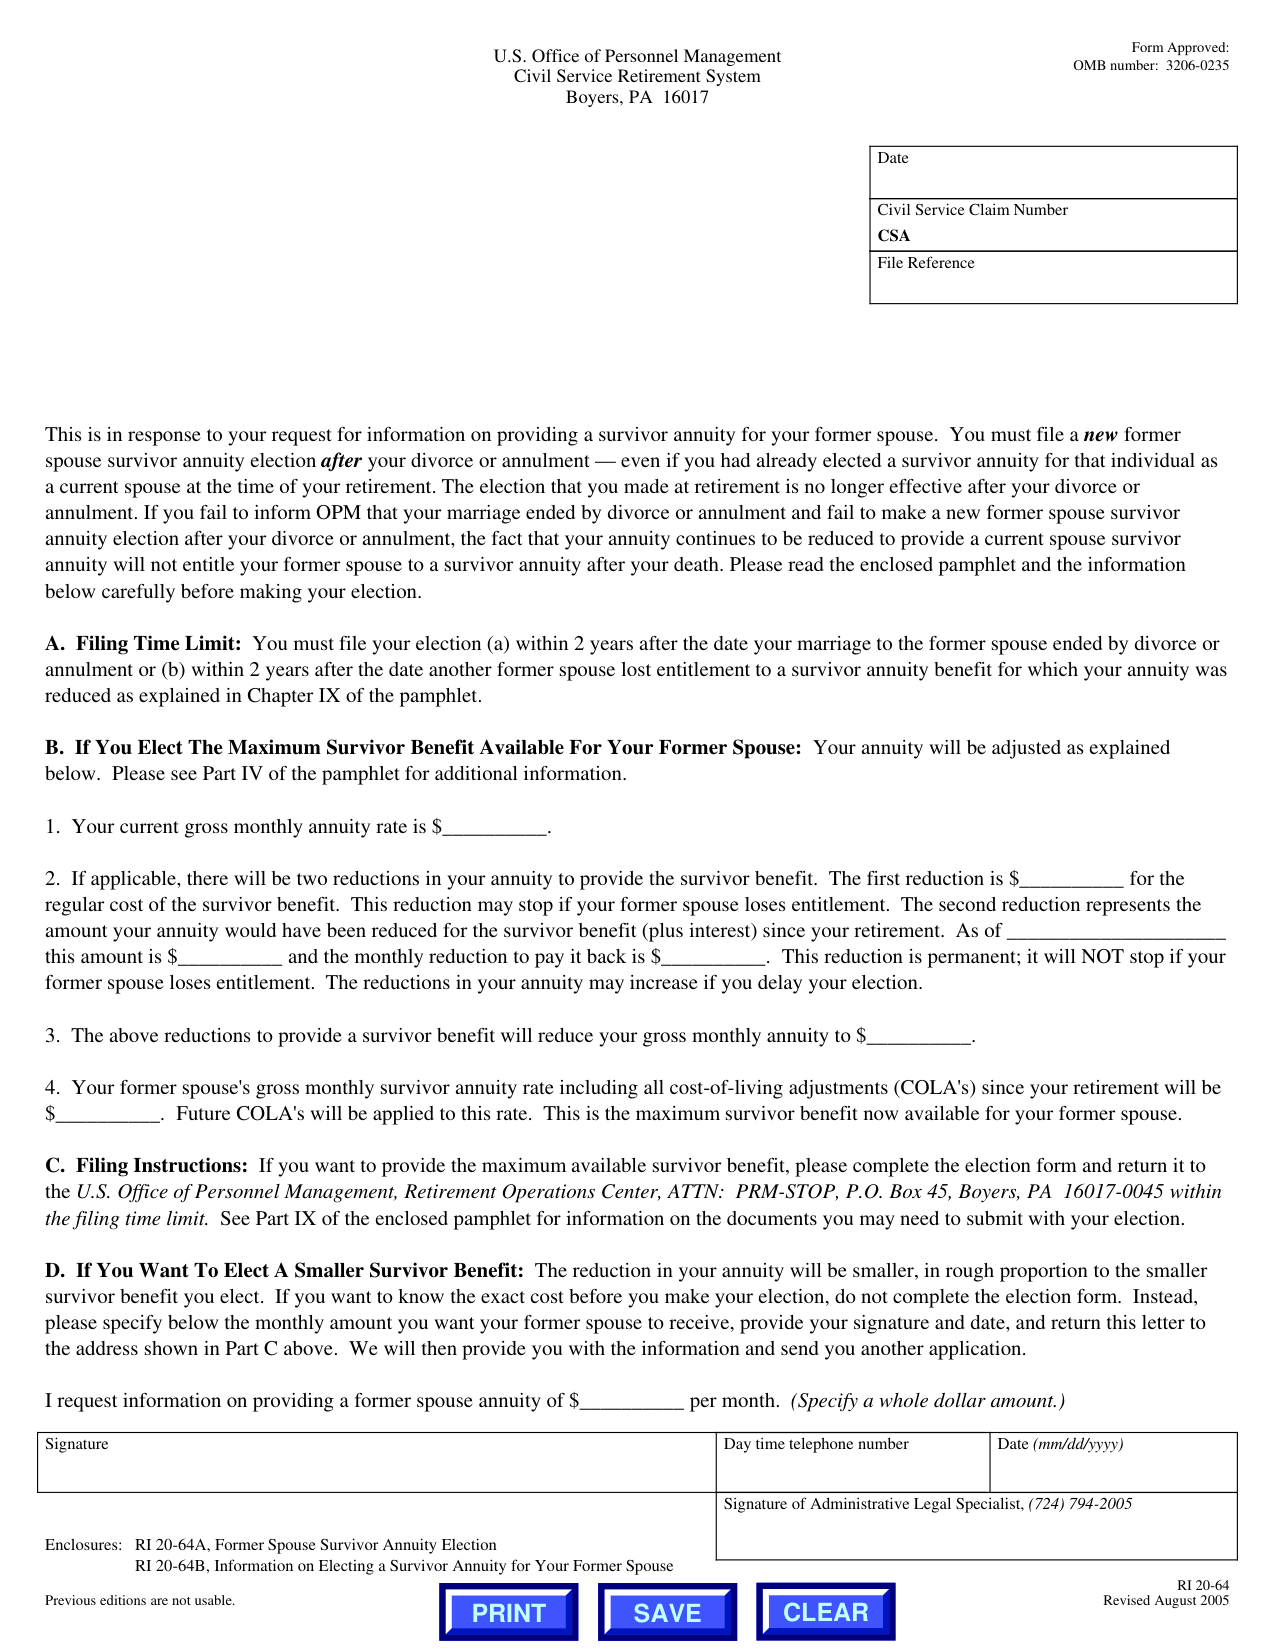 U.S. Office of Personnel Management
Civil Service Retirement System
Boyers, PA 16017
Form Approved:
OMB number: 3206-0235
Date
Civil Service Claim Number
CSA
File Reference
This is in response to your request for information on providing a survivor annuity for your former spouse. You must file a new former
spouse survivor annuity election after your divorce or annulment — even if you had already elected a survivor annuity for that individual as
a current spouse at the time of your retirement. The election that you made at retirement is no longer effective after your divorce or
annulment. If you fail to inform OPM that your marriage ended by divorce or annulment and fail to make a new former spouse survivor
annuity election after your divorce or annulment, the fact that your annuity continues to be reduced to provide a current spouse survivor
annuity will not entitle your former spouse to a survivor annuity after your death. Please read the enclosed pamphlet and the information
below carefully before making your election.
A. Filing Time Limit: You must file your election (a) within 2 years after the date your marriage to the former spouse ended by divorce or
annulment or (b) within 2 years after the date another former spouse lost entitlement to a survivor annuity benefit for which your annuity was
reduced as explained in Chapter IX of the pamphlet.
B. If You Elect The Maximum Survivor Benefit Available For Your Former Spouse: Your annuity will be adjusted as explained
below. Please see Part IV of the pamphlet for additional information.
1. Your current gross monthly annuity rate is $__________.
2. If applicable, there will be two reductions in your annuity to provide the survivor benefit. The first reduction is $__________ for the
regular cost of the survivor benefit. This reduction may stop if your former spouse loses entitlement. The second reduction represents the
amount your annuity would have been reduced for the survivor benefit (plus interest) since your retirement. As of _____________________
this amount is $__________ and the monthly reduction to pay it back is $__________. This reduction is permanent; it will NOT stop if your
former spouse loses entitlement. The reductions in your annuity may increase if you delay your election.
3. The above reductions to provide a survivor benefit will reduce your gross monthly annuity to $__________.
4. Your former spouse's gross monthly survivor annuity rate including all cost-of-living adjustments (COLA's) since your retirement will be
$__________. Future COLA's will be applied to this rate. This is the maximum survivor benefit now available for your former spouse.
C. Filing Instructions: If you want to provide the maximum available survivor benefit, please complete the election form and return it to
the U.S. Office of Personnel Management, Retirement Operations Center, ATTN: PRM-STOP, P.O. Box 45, Boyers, PA 16017-0045 within
the filing time limit. See Part IX of the enclosed pamphlet for information on the documents you may need to submit with your election.
D. If You Want To Elect A Smaller Survivor Benefit: The reduction in your annuity will be smaller, in rough proportion to the smaller
survivor benefit you elect. If you want to know the exact cost before you make your election, do not complete the election form. Instead,
please specify below the monthly amount you want your former spouse to receive, provide your signature and date, and return this letter to
the address shown in Part C above. We will then provide you with the information and send you another application.
I request information on providing a former spouse annuity of $__________ per month. (Specify a whole dollar amount.)
Signature
Day time telephone number
Date (mm/dd/yyyy)
Signature of Administrative Legal Specialist, (724) 794-2005
Enclosures: RI 20-64A, Former Spouse Survivor Annuity Election
RI 20-64B, Information on Electing a Survivor Annuity for Your Former Spouse
Previous editions are not usable.
PRINT
SAVE
CLEAR
RI 20-64
Revised August 2005